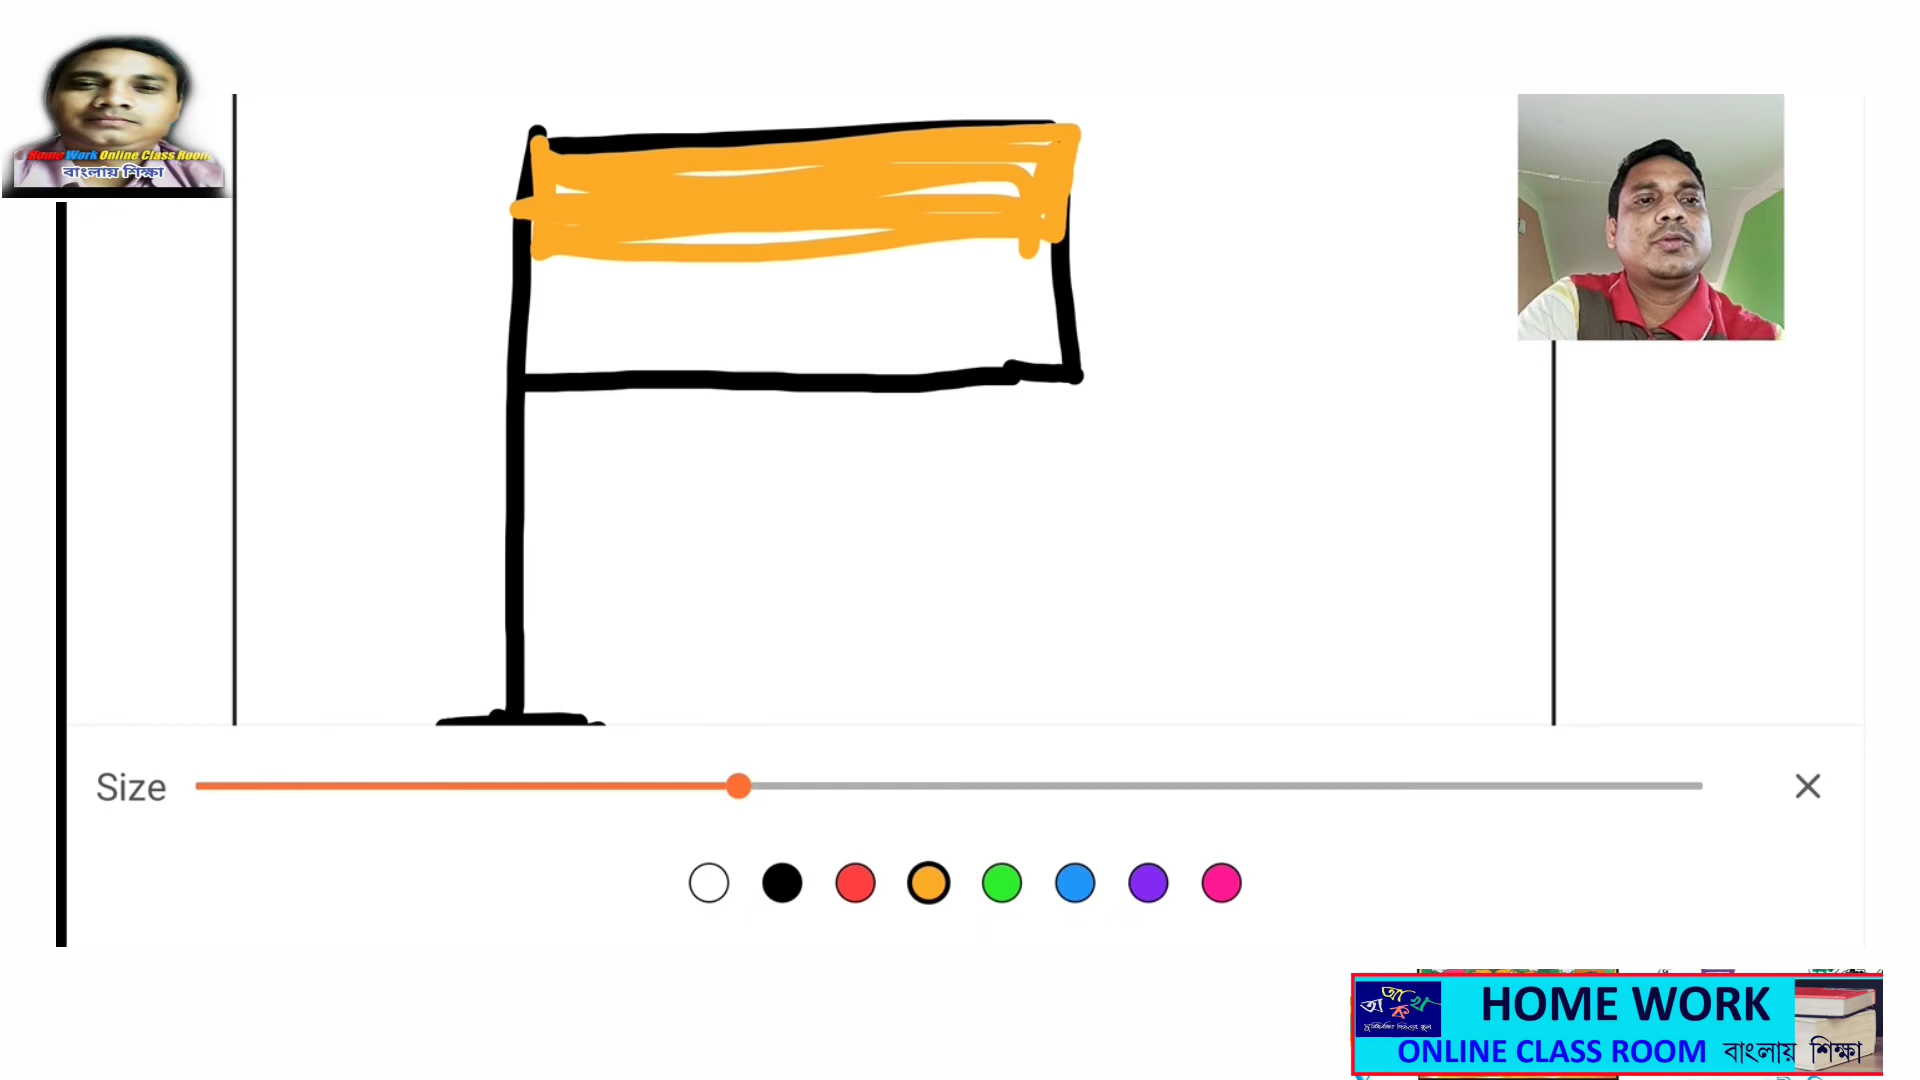 Home Work Online Class Room
বাংলায় শিক্ষা
Size
অ আ ক খ
HOME WORK
ONLINE CLASS ROOM বাংলায় শিক্ষা